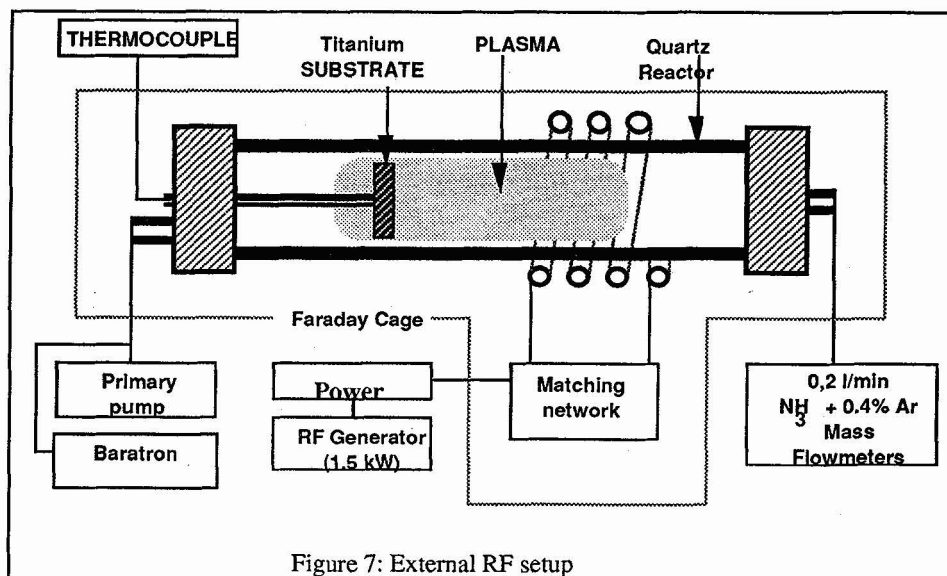 THERMOCOUPLE
Titanium
SUBSTRATE
PLASMA
Quartz
Reactor
Faraday Cage
Primary
pump
Baratron
Power
RF Generator
(1.5 kW)
Matching
network
0,2 l/min
NH3 + 0.4% Ar
Mass
Flowmeters
Figure 7: External RF setup